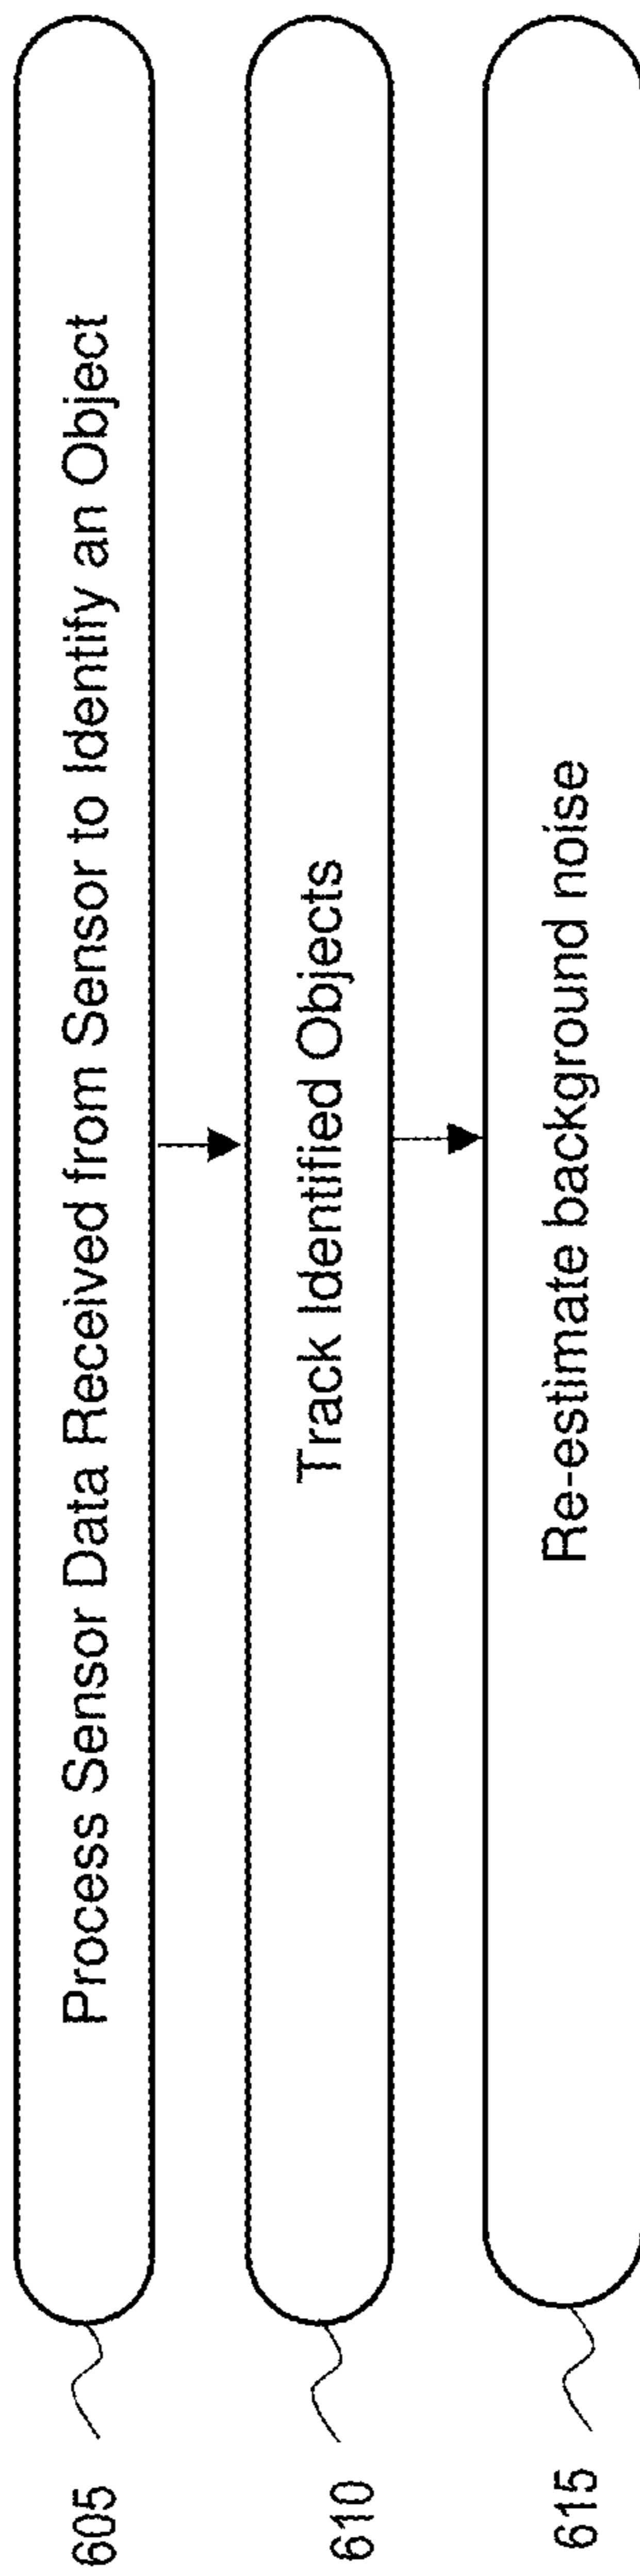 605
Process Sensor Data Received from Sensor to Identify an Object
610
Track Identified Objects
615
Re-estimate background noise